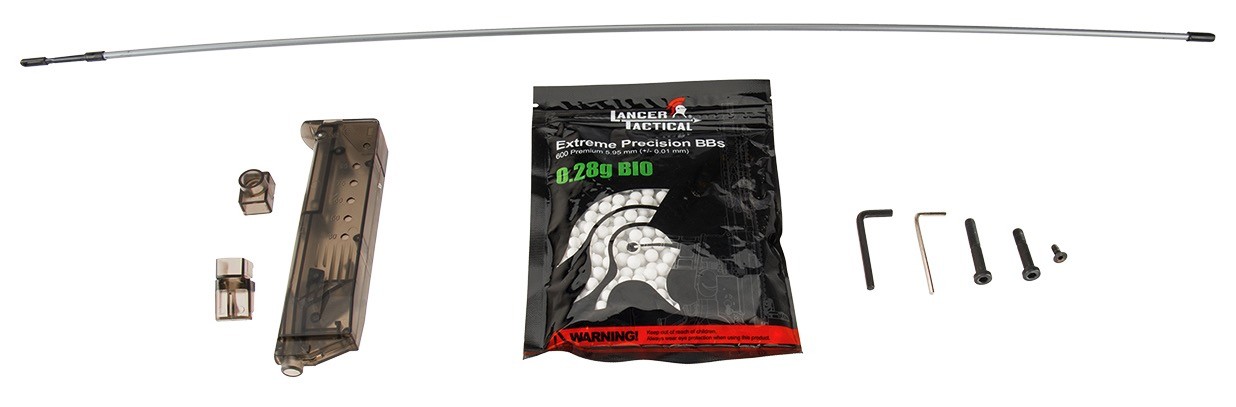 LANCER
TACTICAL
Extreme Precision BBs
600 Premium 5.95 mm (+/- 0.01 mm)
0.28g BIO
WARNING!
Keep out of reach of children.
Always wear eye protection when using this product.